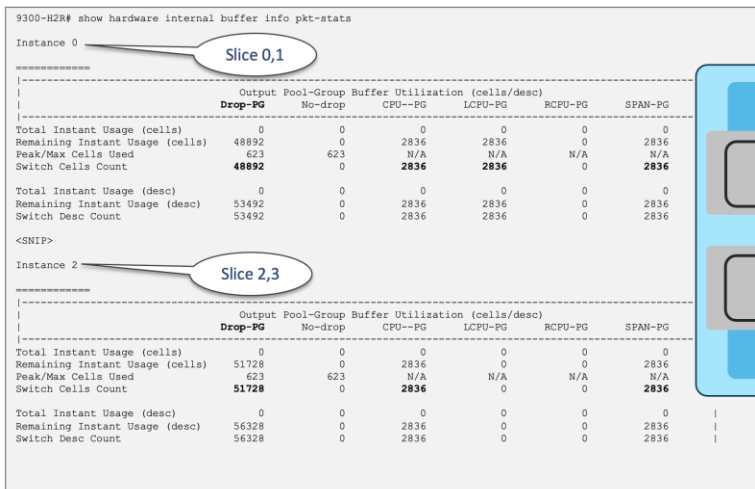 9300-H2R# show hardware internal buffer info pkt-stats
Instance 0
Slice 0,1
============
|---------------------------------------------------------------
| Output Pool-Group Buffer Utilization (cells/desc)
| Drop-PG No-drop CPU--PG LCPU-PG RCPU-PG SPAN-PG
|---------------------------------------------------------------
Total Instant Usage (cells) 0 0 0 0 0 0
Remaining Instant Usage (cells) 48892 0 2836 2836 0 2836
Peak/Max Cells Used 623 623 N/A N/A N/A N/A
Switch Cells Count 48892 0 2836 2836 0 2836
Total Instant Usage (desc) 0 0 0 0 0 0
Remaining Instant Usage (desc) 53492 0 2836 2836 0 2836
Switch Desc Count 53492 0 2836 2836 0 2836
<SNIP>
Instance 2
Slice 2,3
============
|---------------------------------------------------------------
| Output Pool-Group Buffer Utilization (cells/desc)
| Drop-PG No-drop CPU--PG LCPU-PG RCPU-PG SPAN-PG
|---------------------------------------------------------------
Total Instant Usage (cells) 0 0 0 0 0 0
Remaining Instant Usage (cells) 51728 0 2836 0 0 2836
Peak/Max Cells Used 623 623 N/A N/A N/A N/A
Switch Cells Count 51728 0 2836 0 0 2836
Total Instant Usage (desc) 0 0 0 0 0 0 |
Remaining Instant Usage (desc) 56328 0 2836 0 0 2836 |
Switch Desc Count 56328 0 2836 0 0 2836 |